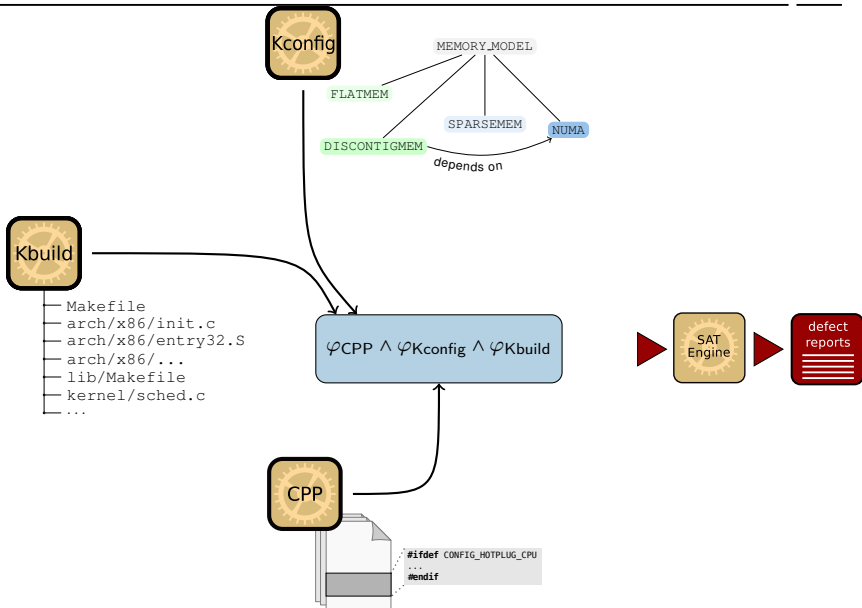 Kconfig
MEMORY_MODEL
FLATMEM
SPARSEMEM
NUMA
DISCONTIGMEM
depends on
Kbuild
Makefile
arch/x86/init.c
arch/x86/entry32.S
arch/x86/...
lib/Makefile
kernel/sched.c
...
φCPP ∧ φKconfig ∧ φKbuild
SAT
Engine
defect
reports
CPP
#ifdef CONFIG_HOTPLUG_CPU
...
#endif